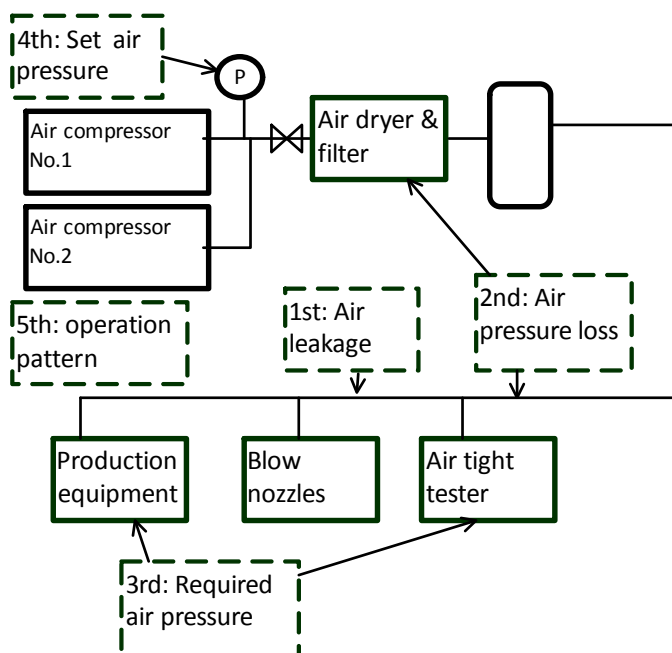 4th: Set air
pressure
P
Air compressor
No.1
Air dryer &
filter
Air compressor
No.2
5th: operation
pattern
1st: Air
leakage
2nd: Air
pressure loss
Production
equipment
Blow
nozzles
Air tight
tester
3rd: Required
air pressure